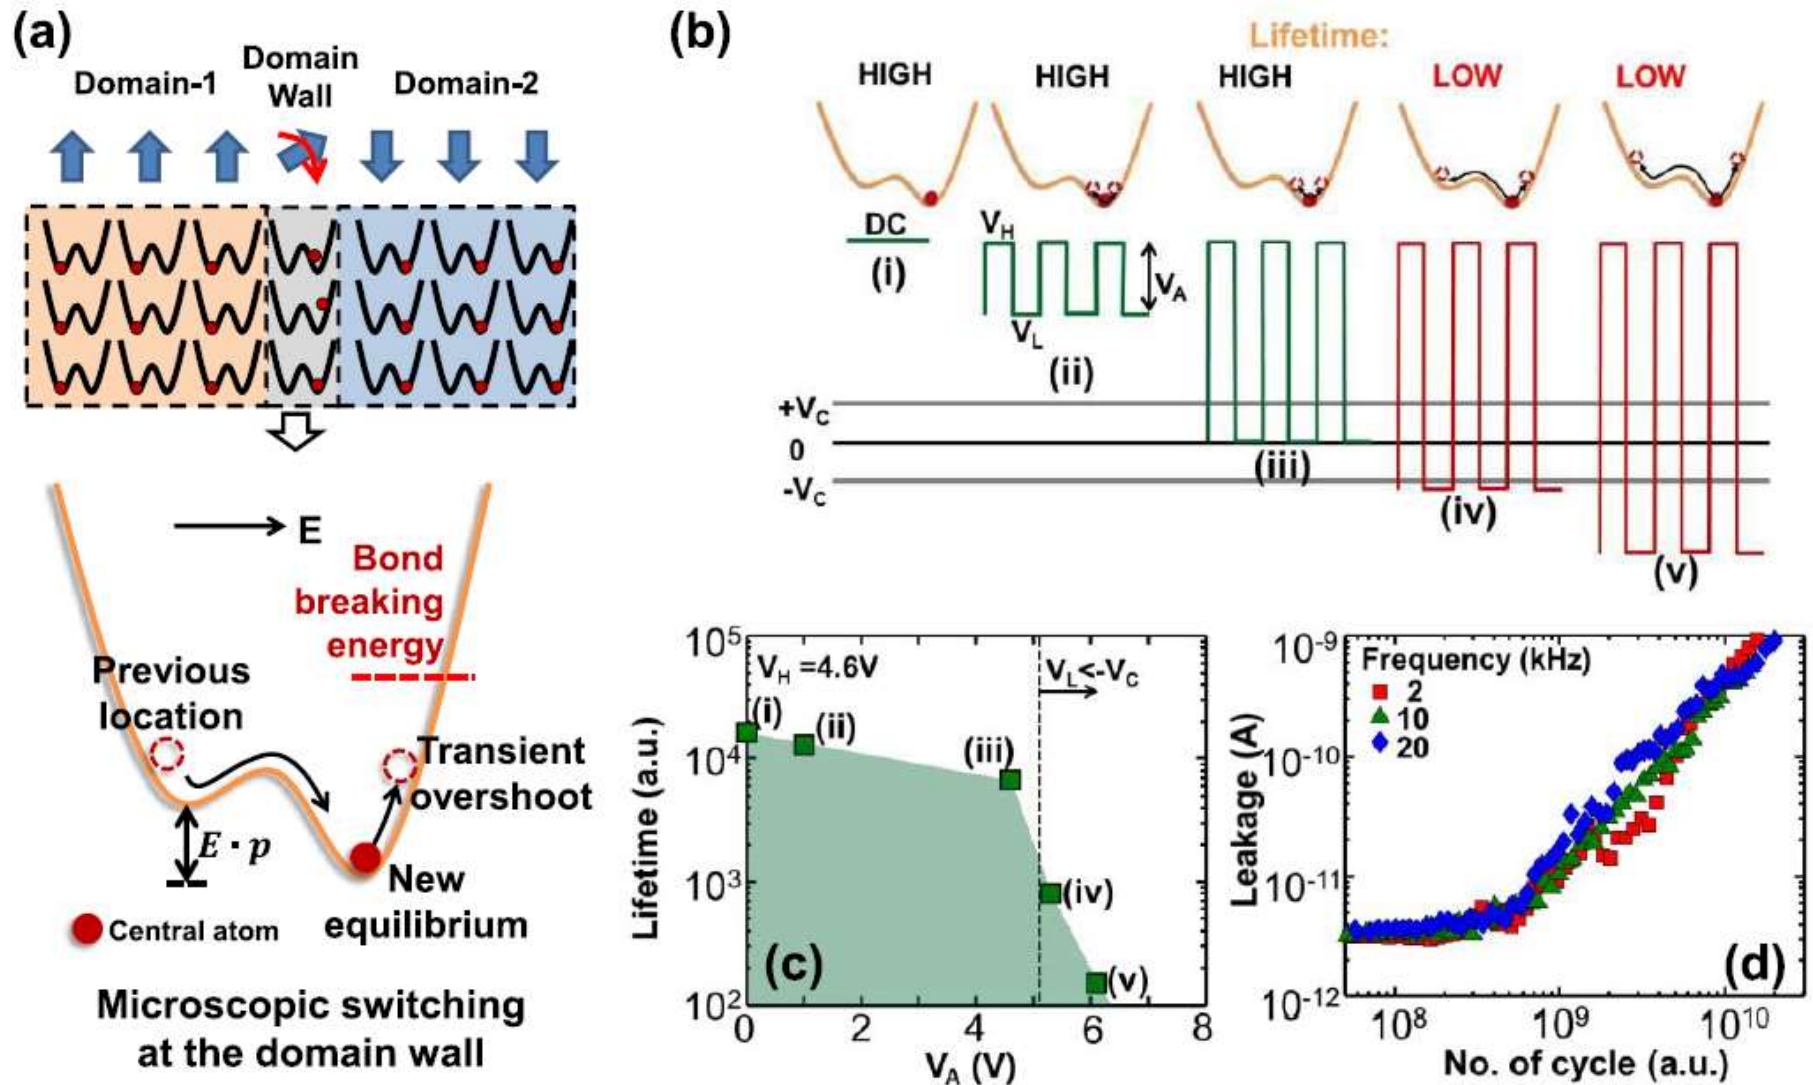 (a)
Domain-1
Domain
Wall
Domain-2
E
Bond
breaking
energy
Previous
location
Transient
overshoot
E · p
New
equilibrium
Central atom
Microscopic switching
at the domain wall
(b)
Lifetime:
HIGH
HIGH
HIGH
LOW
LOW
DC
(i)
V_H
V_A
V_L
(ii)
+V_C
0
-V_C
(iii)
(iv)
(v)
10^5
10^4
10^3
10^2
Lifetime (a.u.)
V_H =4.6V
V_L<-V_C
(i)
(ii)
(iii)
(iv)
(v)
(c)
0
2
4
6
8
V_A (V)
10^-9
10^-10
10^-11
10^-12
Leakage (A)
Frequency (kHz)
2
10
20
(d)
10^8
10^9
10^10
No. of cycle (a.u.)